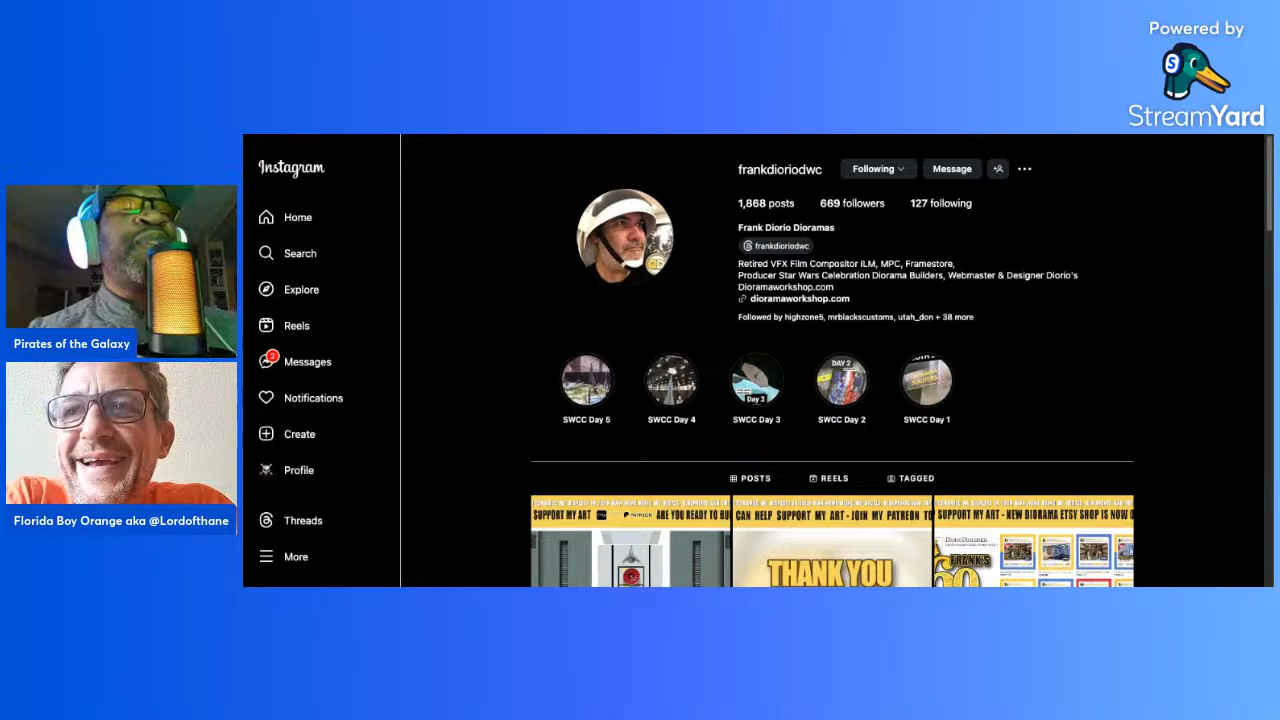 Powered by
StreamYard
Pirates of the Galaxy
Florida Boy Orange aka @Lordofthane
Instagram
Home
Search
Explore
Reels
2
Messages
Notifications
Create
Profile
Threads
More
frankdioriodwc
Following
Message
1,868 posts 669 followers 127 following
Frank Diorio Dioramas
frankdioriodwc
Retired VFX Film Compositor ILM, MPC, Framestore,
Producer Star Wars Celebration Diorama Builders, Webmaster & Designer Diorio's
Dioramaworkshop.com
dioramaworkshop.com
Followed by highzone5, mrblackscustoms, utah_don + 38 more
Day 3
DAY 2
SWCC Day 5
SWCC Day 4
SWCC Day 3
SWCC Day 2
SWCC Day 1
POSTS
REELS
TAGGED
SUPPORT MY ART
PATREON
ARE YOU READY TO BU
CAN HELP SUPPORT MY ART - JOIN MY PATREON TO
SUPPORT MY ART - NEW DIORAMA ETSY SHOP IS NOW O
THANK YOU
FRANK'S